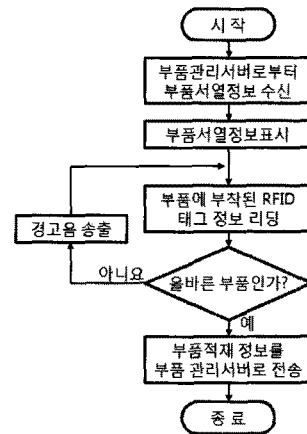 시 작
부품관리서버로부터
부품서열정보 수신
부품서열정보표시
부품에 부착된 RFID
태그 정보 리딩
경고음 송출
아니요
올바른 부품인가?
예
부품적재 정보를
부품 관리서버로 전송
종 료